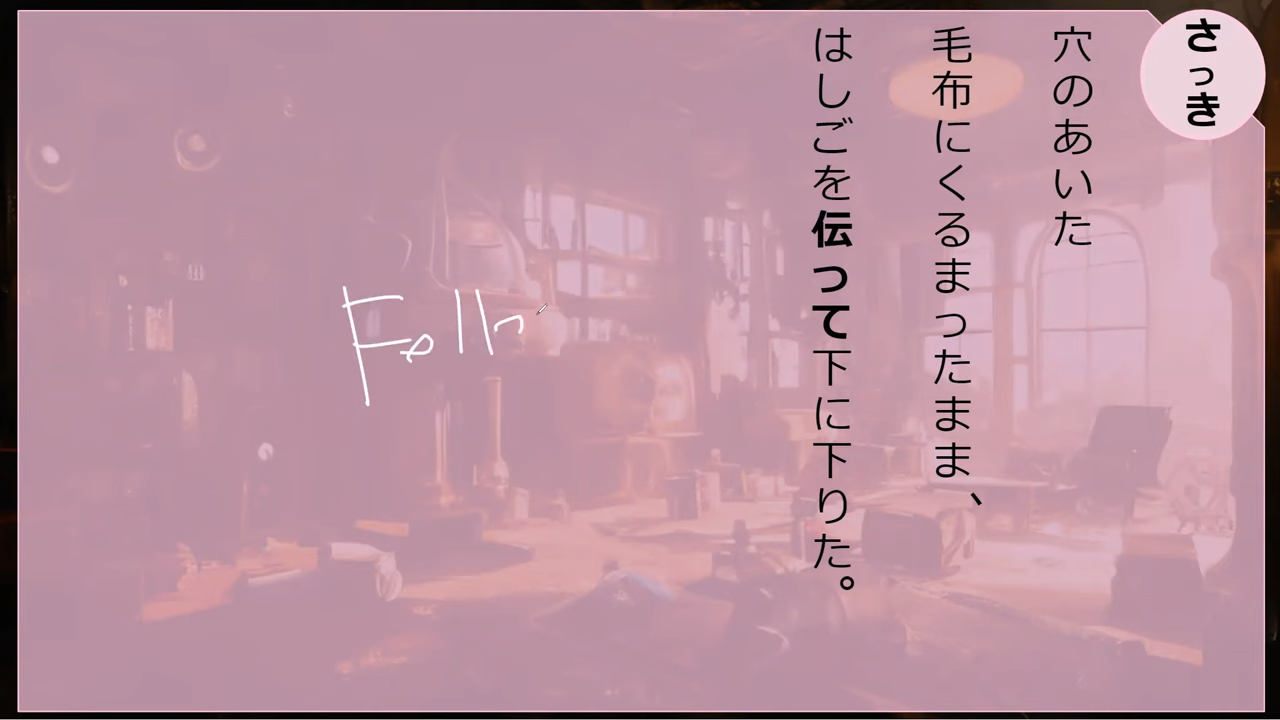 さっき
穴のあいた
毛布にくるまったまま、
はしごを伝って下に下りた。